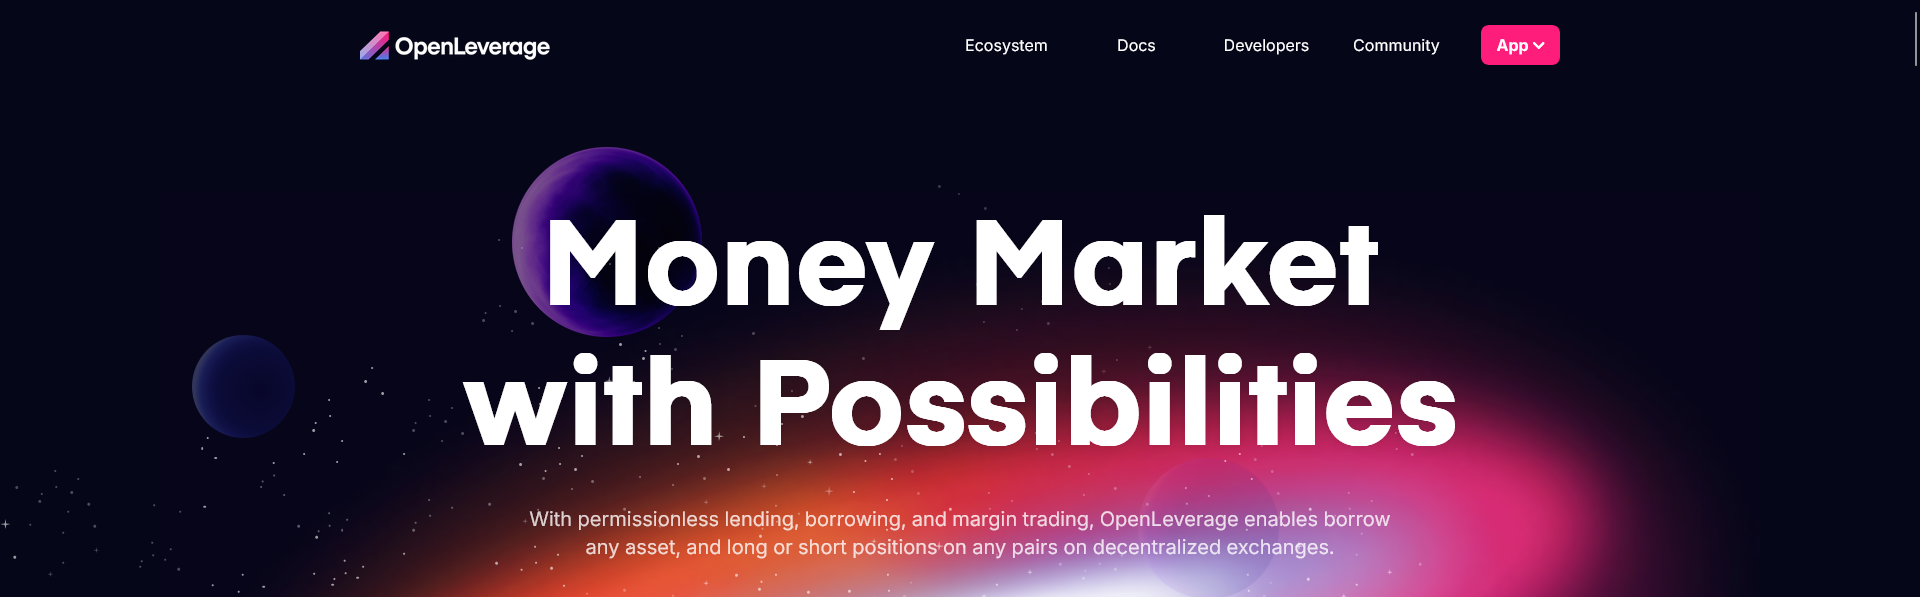 OpenLeverage
Ecosystem Docs Developers Community App
Money Market
with Possibilities
With permissionless lending, borrowing, and margin trading, OpenLeverage enables borrow
any asset, and long or short positions on any pairs on decentralized exchanges.